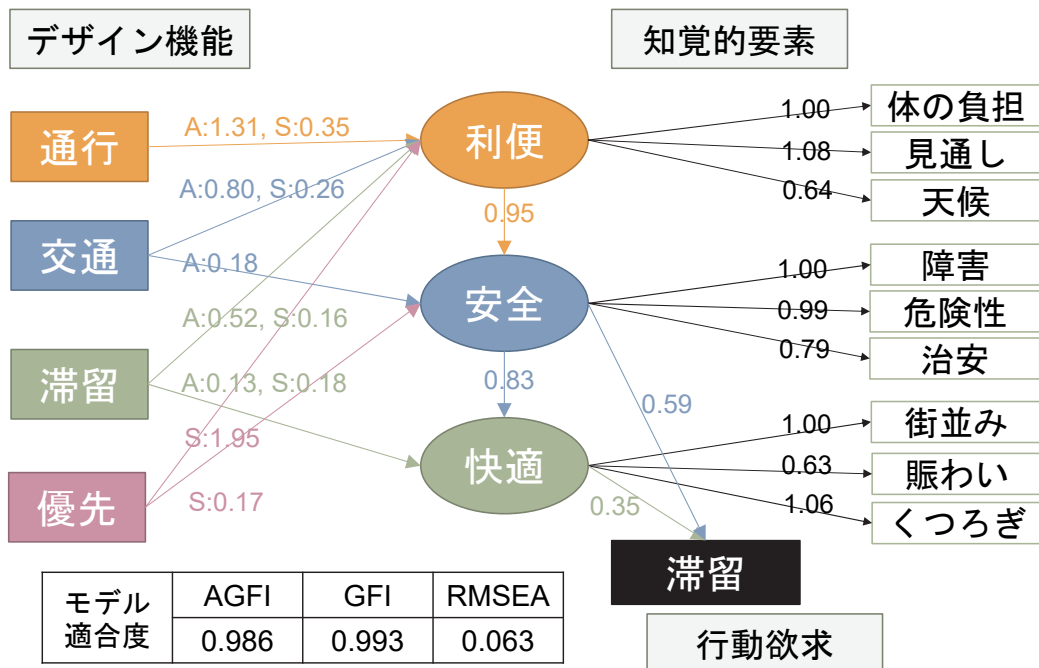 デザイン機能
知覚的要素
通行
A:1.31, S:0.35
利便
1.00
体の負担
1.08
見通し
0.64
天候
交通
A:0.80, S:0.26
A:0.18
0.95
安全
1.00
障害
0.99
危険性
0.79
治安
滞留
A:0.52, S:0.16
A:0.13, S:0.18
0.83
0.59
快適
1.00
街並み
0.63
賑わい
1.06
くつろぎ
優先
S:1.95
S:0.17
0.35
滞留
行動欲求
モデル
適合度
AGFI GFI RMSEA
0.986 0.993 0.063